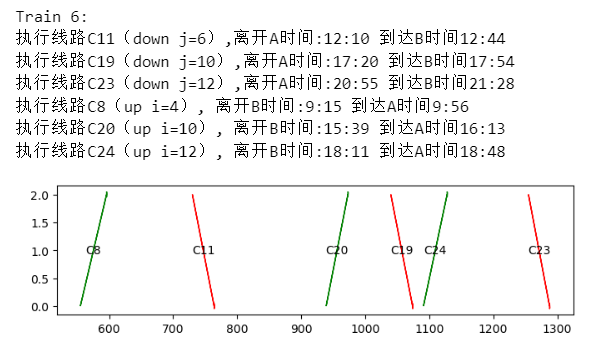 Train 6:
执行线路C11（down j=6）,离开A时间:12:10 到达B时间12:44
执行线路C19（down j=10）,离开A时间:17:20 到达B时间17:54
执行线路C23（down j=12）,离开A时间:20:55 到达B时间21:28
执行线路C8（up i=4）, 离开B时间:9:15 到达A时间9:56
执行线路C20（up i=10）, 离开B时间:15:39 到达A时间16:13
执行线路C24（up i=12）, 离开B时间:18:11 到达A时间18:48
2.0
1.5
1.0
0.5
0.0
C8 C11 C20 C19 C24 C23
600 700 800 900 1000 1100 1200 1300